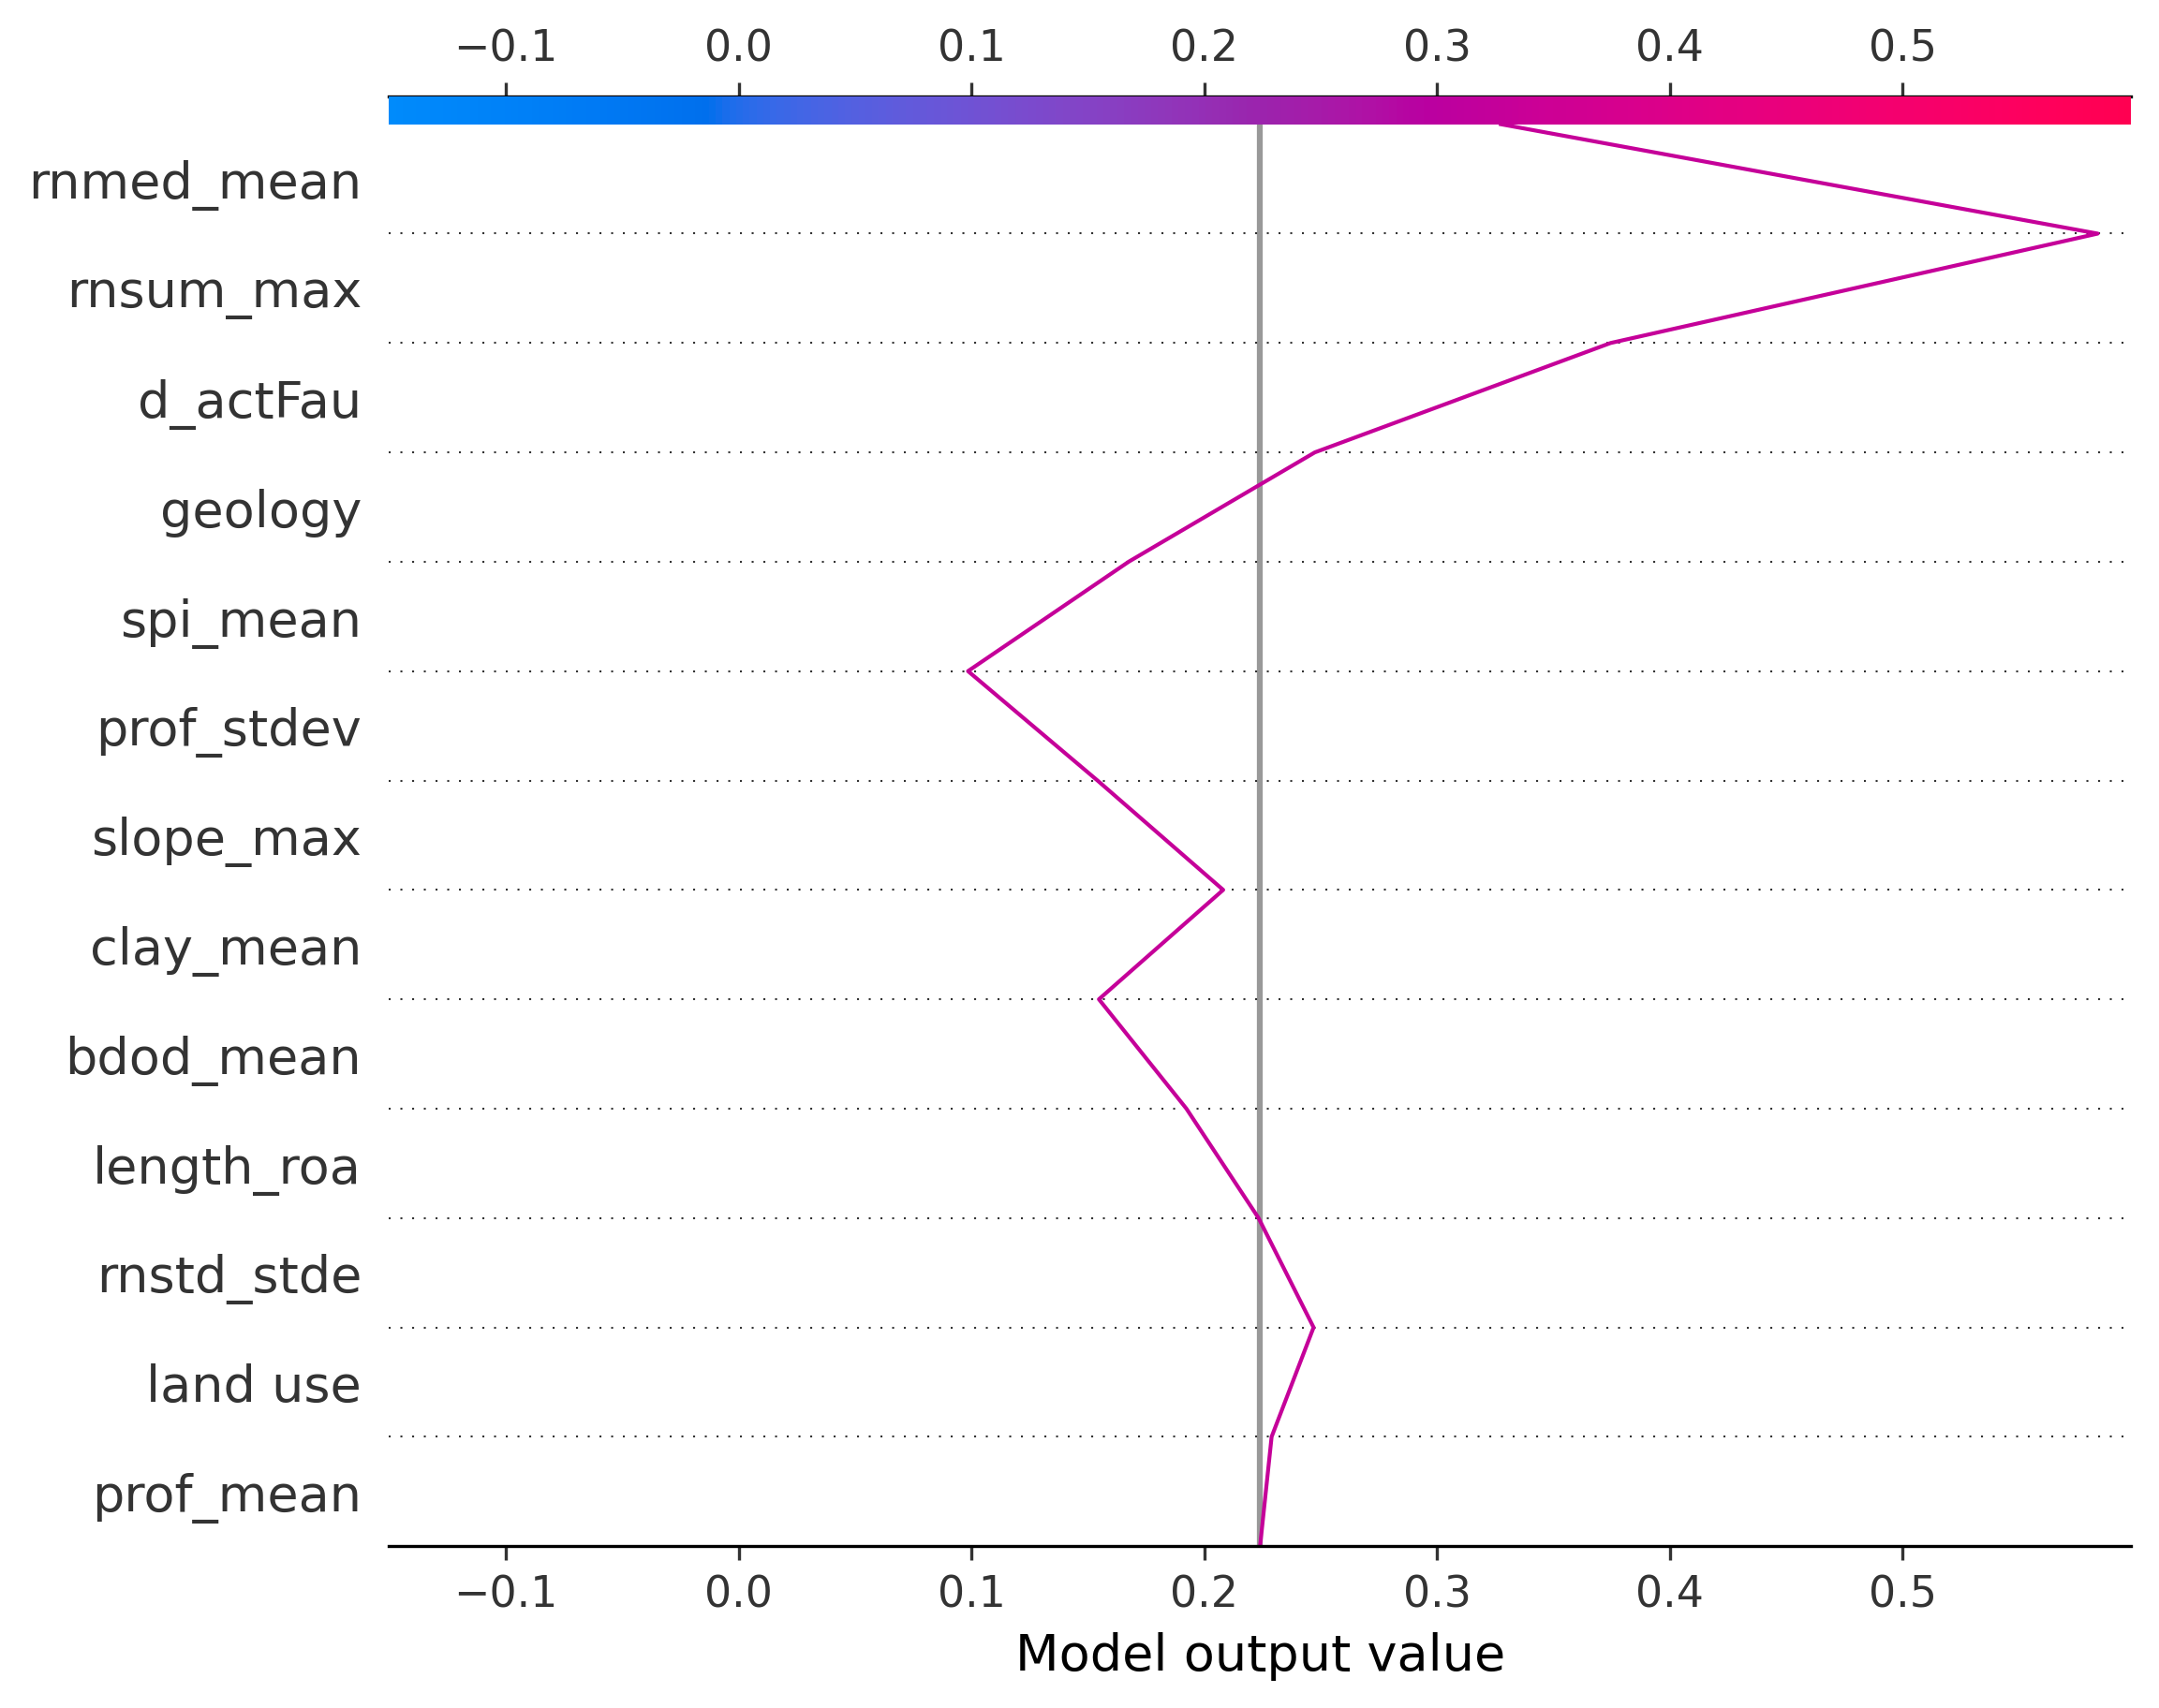 −0.1 0.0 0.1 0.2 0.3 0.4 0.5
rnmed_mean
rnsum_max
d_actFau
geology
spi_mean
prof_stdev
slope_max
clay_mean
bdod_mean
length_roa
rnstd_stde
land use
prof_mean
−0.1 0.0 0.1 0.2 0.3 0.4 0.5
Model output value